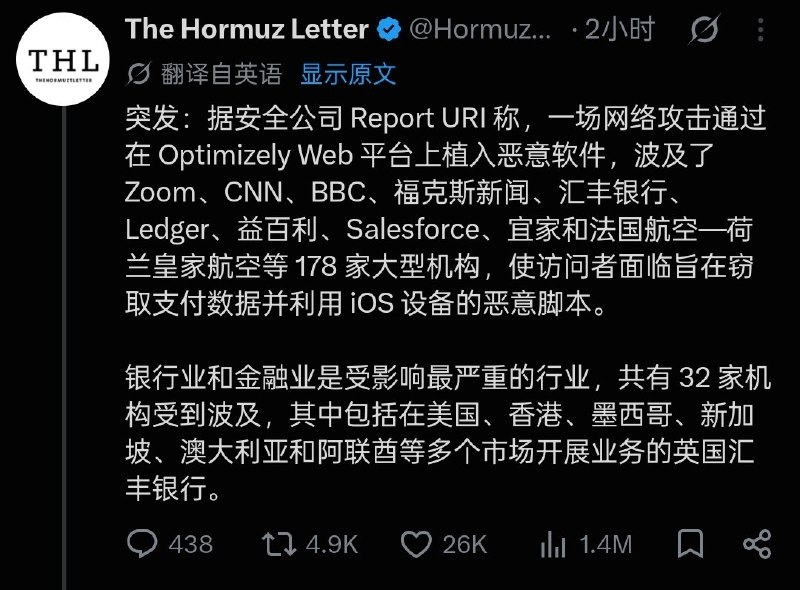 THL
THEHORMUZLETTER
The Hormuz Letter @Hormuz... · 2小时
翻译自英语 显示原文
突发：据安全公司 Report URI 称，一场网络攻击通过
在 Optimizely Web 平台上植入恶意软件，波及了
Zoom、CNN、BBC、福克斯新闻、汇丰银行、
Ledger、益百利、Salesforce、宜家和法国航空—荷
兰皇家航空等 178 家大型机构，使访问者面临旨在窃
取支付数据并利用 iOS 设备的恶意脚本。
银行业和金融业是受影响最严重的行业，共有 32 家机
构受到波及，其中包括在美国、香港、墨西哥、新加
坡、澳大利亚和阿联酋等多个市场开展业务的英国汇
丰银行。
438 4.9K 26K 1.4M